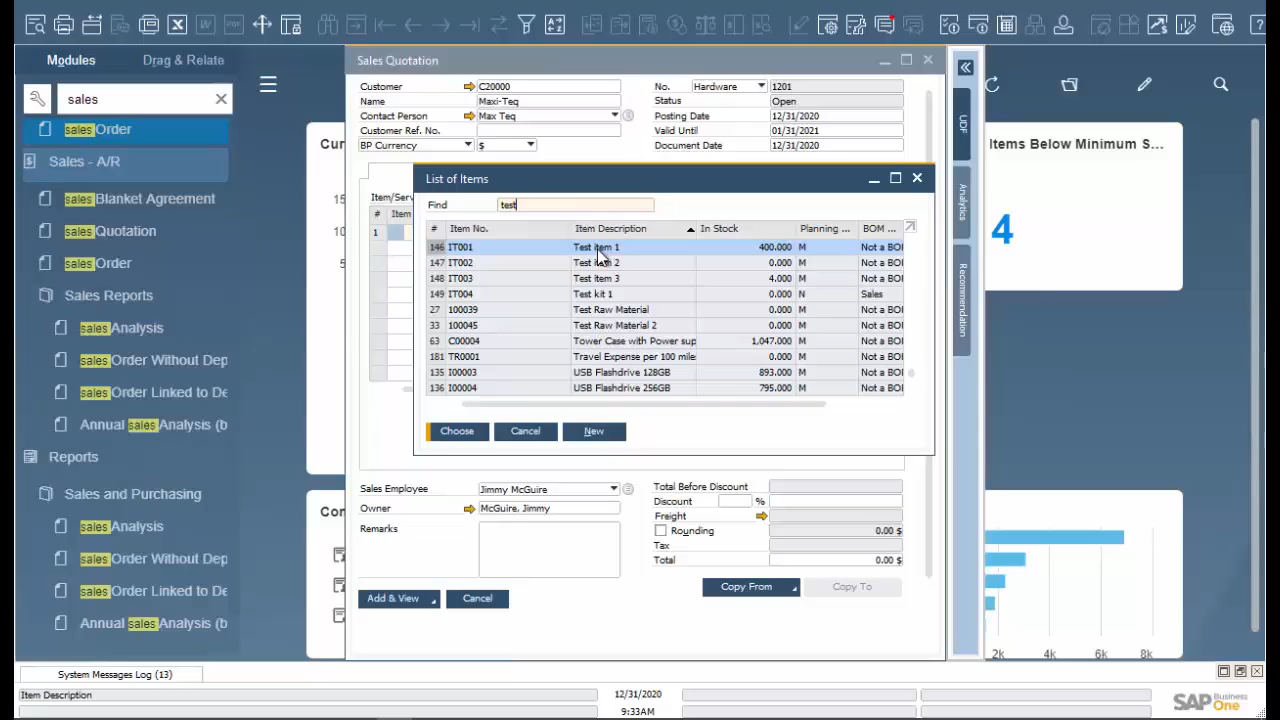 Modules
Drag & Relate
sales
sales Order
Sales - A/R
sales Blanket Agreement
sales Quotation
sales Order
Sales Reports
sales Analysis
sales Order Without Dep
sales Order Linked to De
Annual sales Analysis (b
Reports
Sales and Purchasing
sales Analysis
sales Order Without Dep
sales Order Linked to De
Annual sales Analysis (b
Sales Quotation
Customer C20000
Name Maxi-Teq
Contact Person Max Teq
Customer Ref. No.
BP Currency $
No. Hardware 1201
Status Open
Posting Date 12/31/2020
Valid Until 01/31/2021
Document Date 12/31/2020
Item/Serv
# Item
1
List of Items
Find test
# Item No. Item Description In Stock Planning ... BOM ...
146 IT001 Test item 1 400.000 M Not a BO
147 IT002 Test item 2 0.000 M Not a BO
148 IT003 Test item 3 4.000 M Not a BO
149 IT004 Test kit 1 0.000 N Sales
27 100039 Test Raw Material 0.000 M Not a BO
33 100045 Test Raw Material 2 0.000 M Not a BO
63 C00004 Tower Case with Power sup 1,047.000 M Not a BO
181 TR0001 Travel Expense per 100 miles 0.000 M Not a BO
135 I00003 USB Flashdrive 128GB 893.000 M Not a BO
136 I00004 USB Flashdrive 256GB 795.000 M Not a BO
Choose Cancel New
Sales Employee Jimmy McGuire
Owner McGuire, Jimmy
Remarks
Total Before Discount
Discount %
Freight
Rounding 0.00 $
Tax
Total 0.00 $
Copy From Copy To
Add & View Cancel
UDF
Analytics
Recommendation
Cur
15
10
5
Con
Items Below Minimum S...
4
2k 4k 6k 8k
System Messages Log (13)
Item Description
12/31/2020
9:33AM
SAP Business One